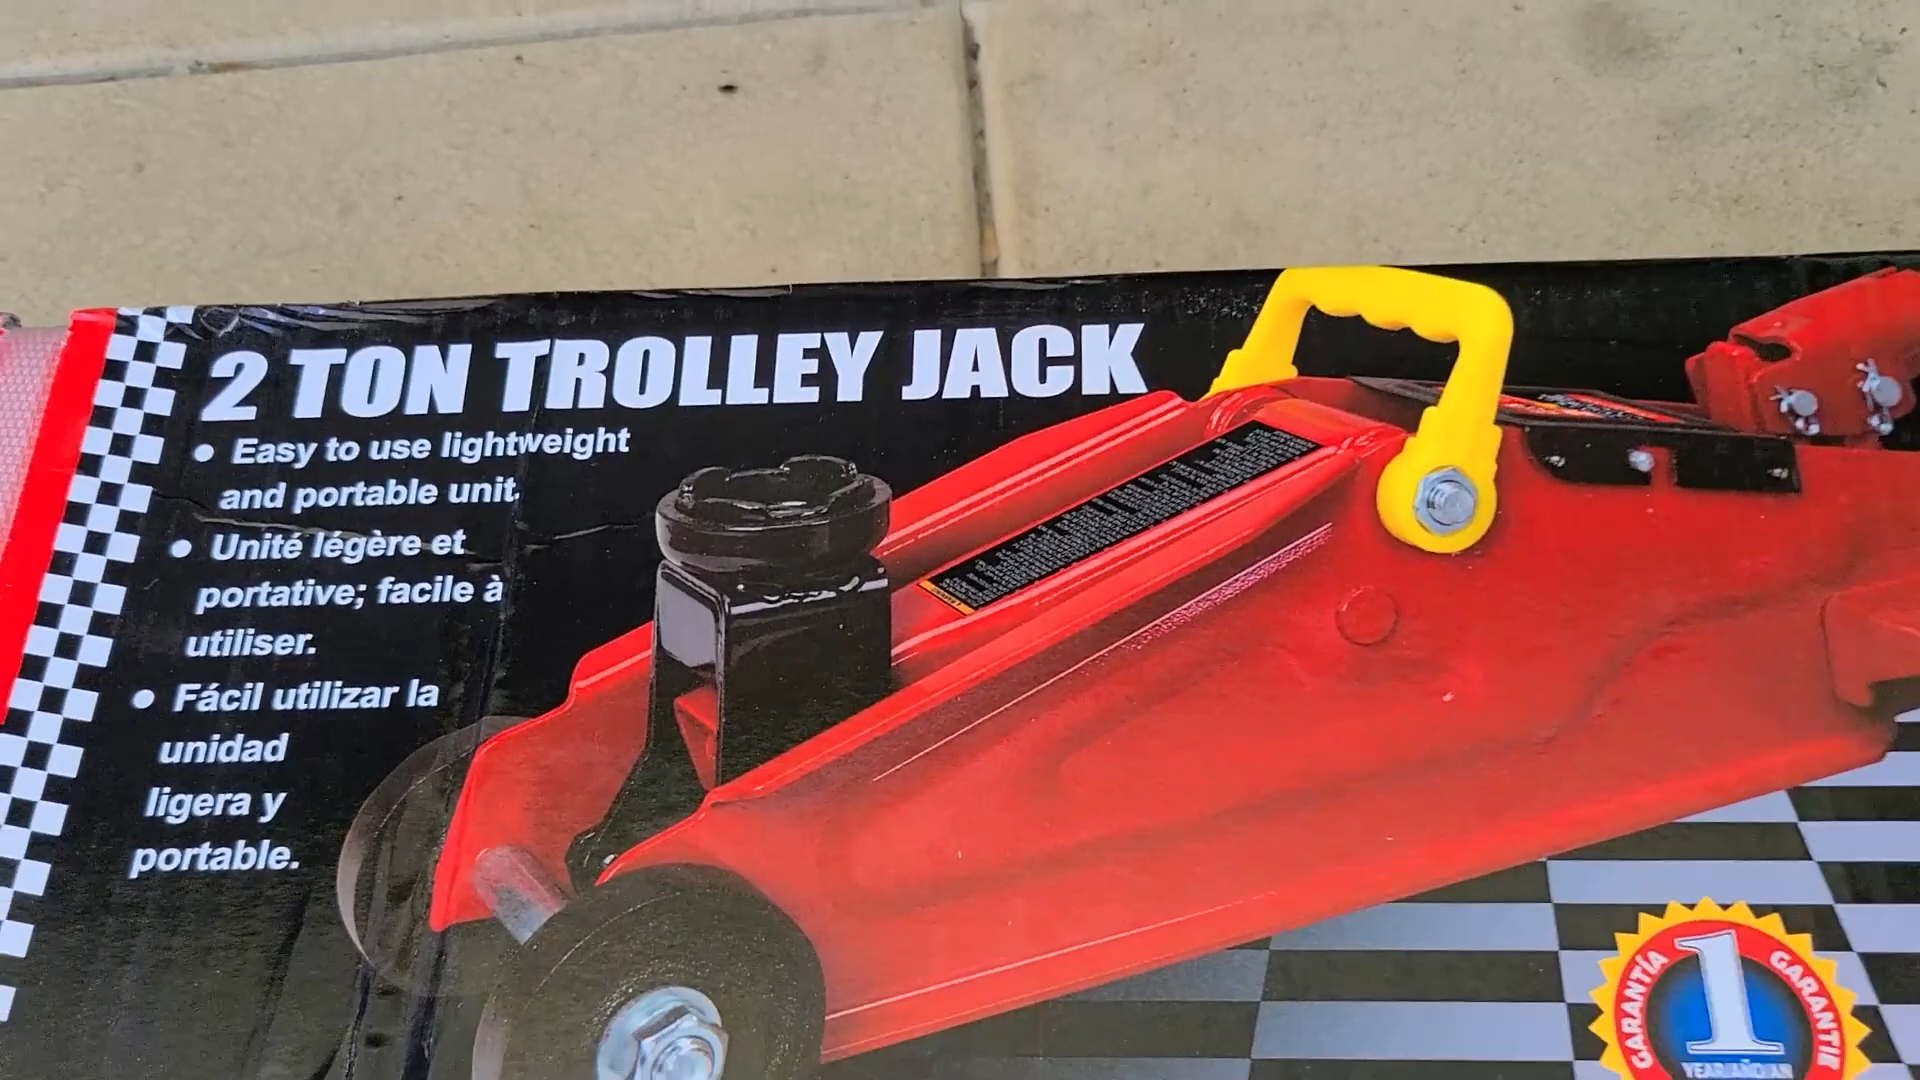 2 TON TROLLEY JACK
• Easy to use lightweight
and portable unit.
• Unité légère et
portative; facile à
utiliser.
• Fácil utilizar la
unidad
ligera y
portable.
GARANTÍA
GARANTIE
1
YEAR/AÑO/AN